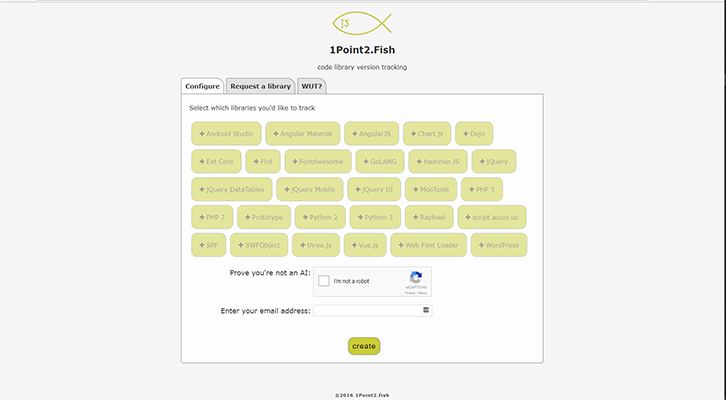 12
1Point2.Fish
code library version tracking
Configure Request a library WUT?
Select which libraries you'd like to track
+ Android Studio + Angular Material + AngularJS + Chart.js + Dojo
+ Ext Core + Flot + FontAwesome + GoLANG + HammerJS + jQuery
+ jQuery DataTables + jQuery Mobile + jQuery UI + MooTools + PHP 5
+ PHP 7 + Prototype + Python 2 + Python 3 + Raphael + script.aculo.us
+ SPF + SWFObject + three.js + Vue.js + Web Font Loader + WordPress
Prove you're not an AI: I'm not a robot
reCAPTCHA
Privacy - Terms
Enter your email address:
create
©2016 1Point2.fish